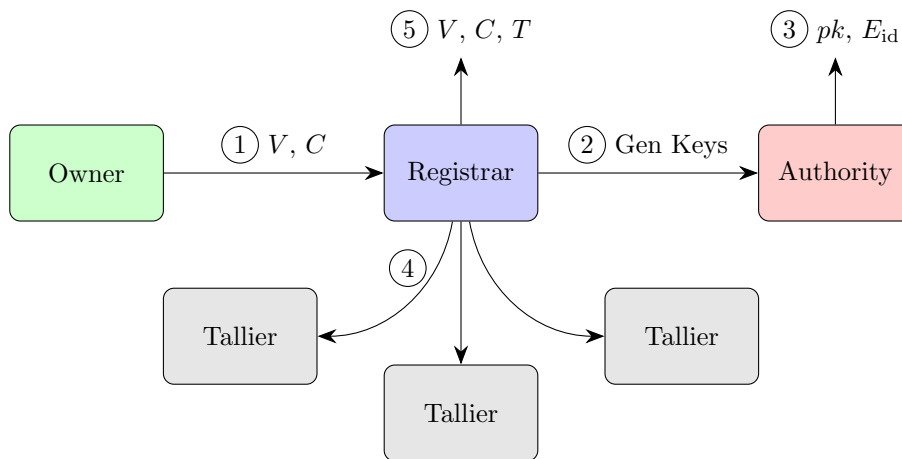 ⑤ V, C, T
③ pk, E_id
① V, C
② Gen Keys
Owner
Registrar
Authority
④
Tallier
Tallier
Tallier